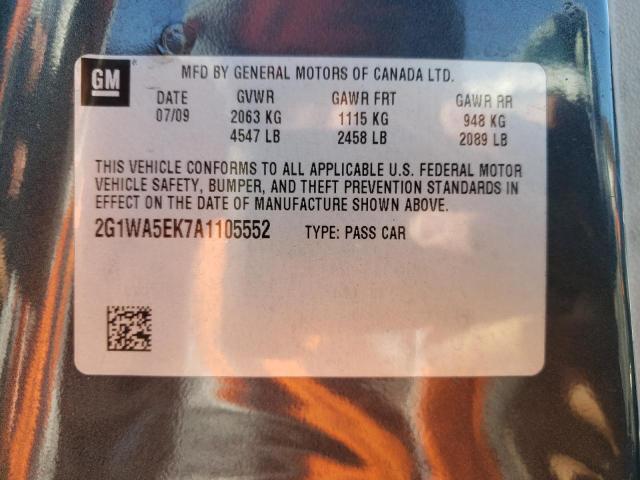 GM
MFD BY GENERAL MOTORS OF CANADA LTD.
DATE GVWR GAWR FRT GAWR RR
07/09 2063 KG 1115 KG 948 KG
4547 LB 2458 LB 2089 LB
THIS VEHICLE CONFORMS TO ALL APPLICABLE U.S. FEDERAL MOTOR
VEHICLE SAFETY, BUMPER, AND THEFT PREVENTION STANDARDS IN
EFFECT ON THE DATE OF MANUFACTURE SHOWN ABOVE.
2G1WA5EK7A1105552 TYPE: PASS CAR